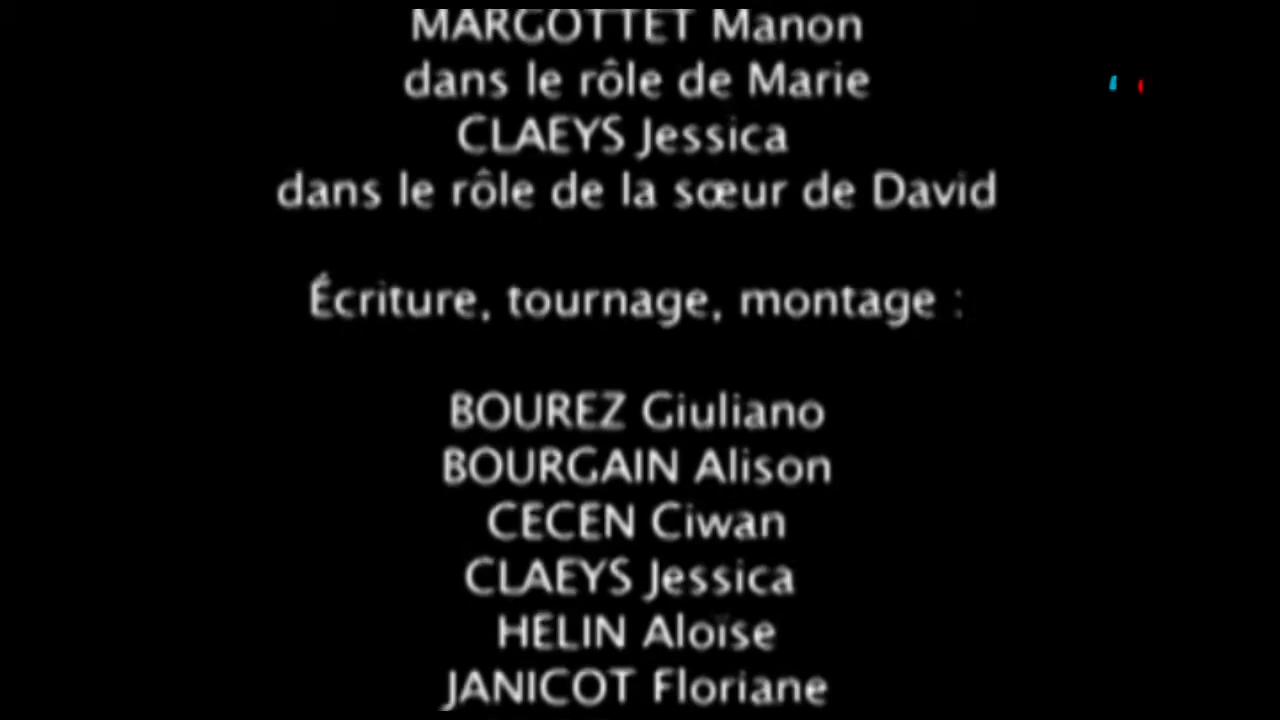 MARGOTTET Manon
dans le rôle de Marie
CLAEYS Jessica
dans le rôle de la sœur de David
Écriture, tournage, montage :
BOUREZ Giuliano
BOURGAIN Alison
CECEN Ciwan
CLAEYS Jessica
HELIN Aloïse
JANICOT Floriane